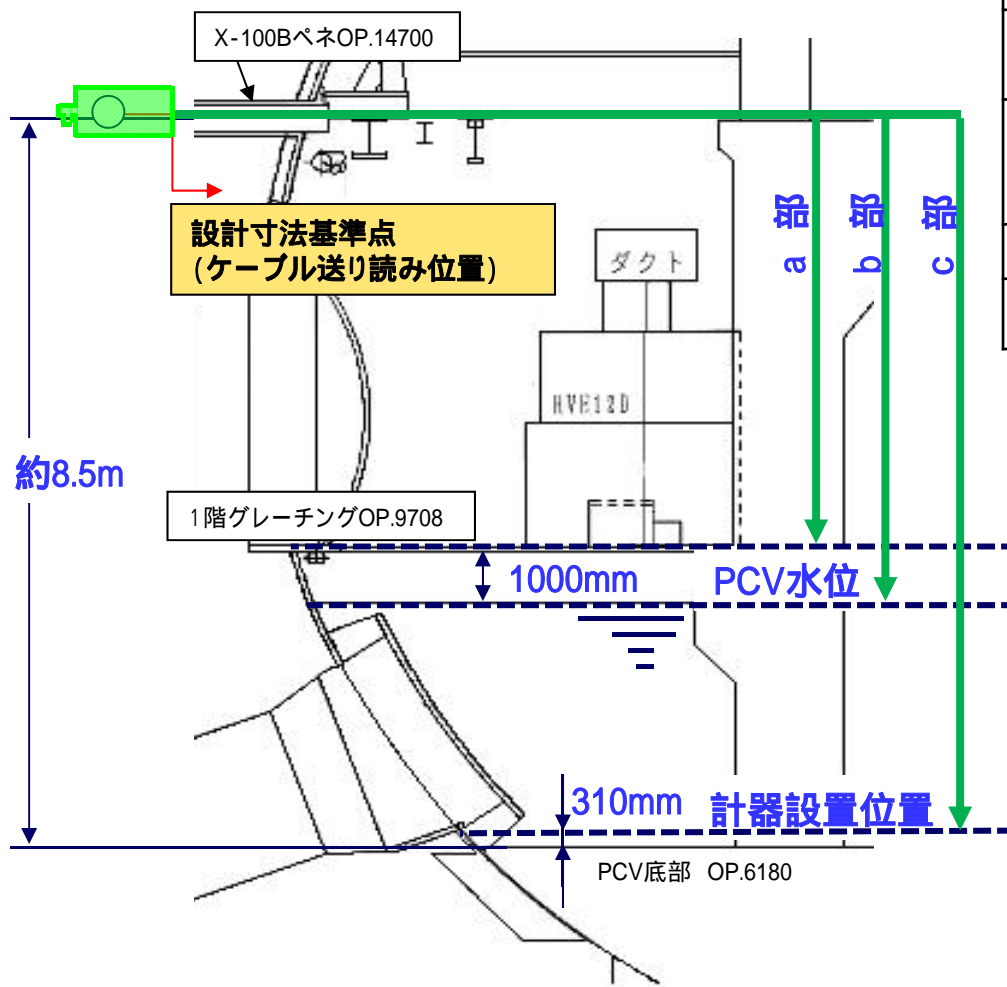 X-100BペネOP.14700
設計寸法基準点
(ケーブル送り読み位置)
a部
b部
c部
ダクト
HVH12D
約8.5m
1階グレーチングOP.9708
1000mm
PCV水位
310mm
計器設置位置
PCV底部 OP.6180